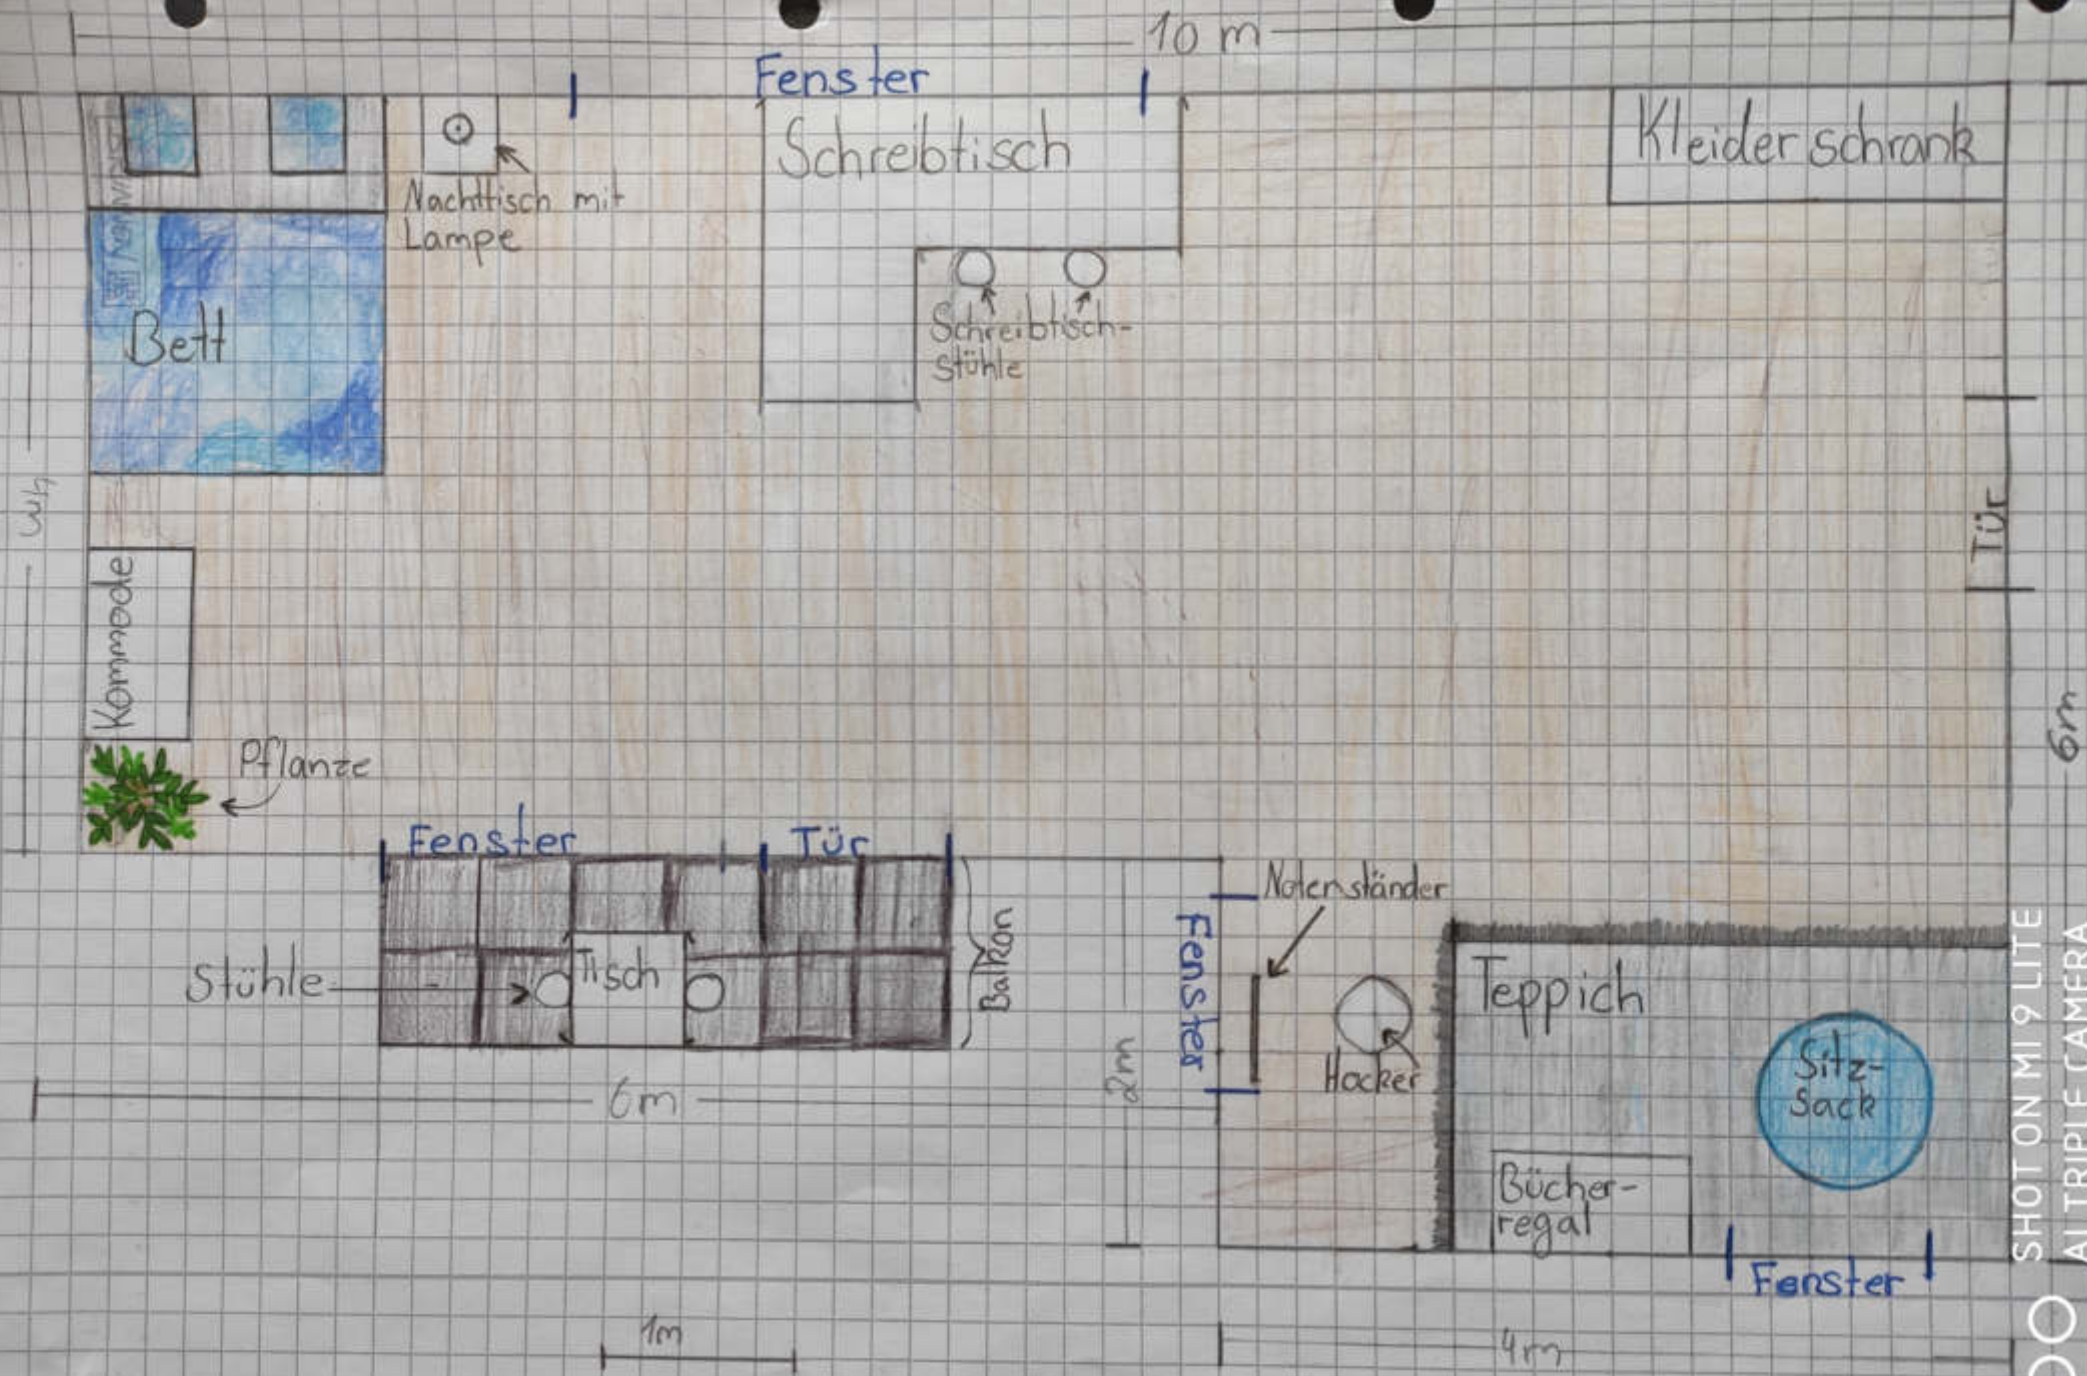 10 m
Fenster
Schreibtisch
Kleiderschrank
Nachttisch mit
Lampe
Schreibtisch-
stühle
Bett
4m
Tür
Kommode
6m
Pflanze
Fenster
Tür
Notenständer
Stühle
Tisch
Balkon
Fenster
Teppich
Hocker
Sitz-
Sack
6m
2m
Bücher-
regal
Fenster
1m
4m
SHOT ON MI 9 LITE
AI TRIPLE CAMERA